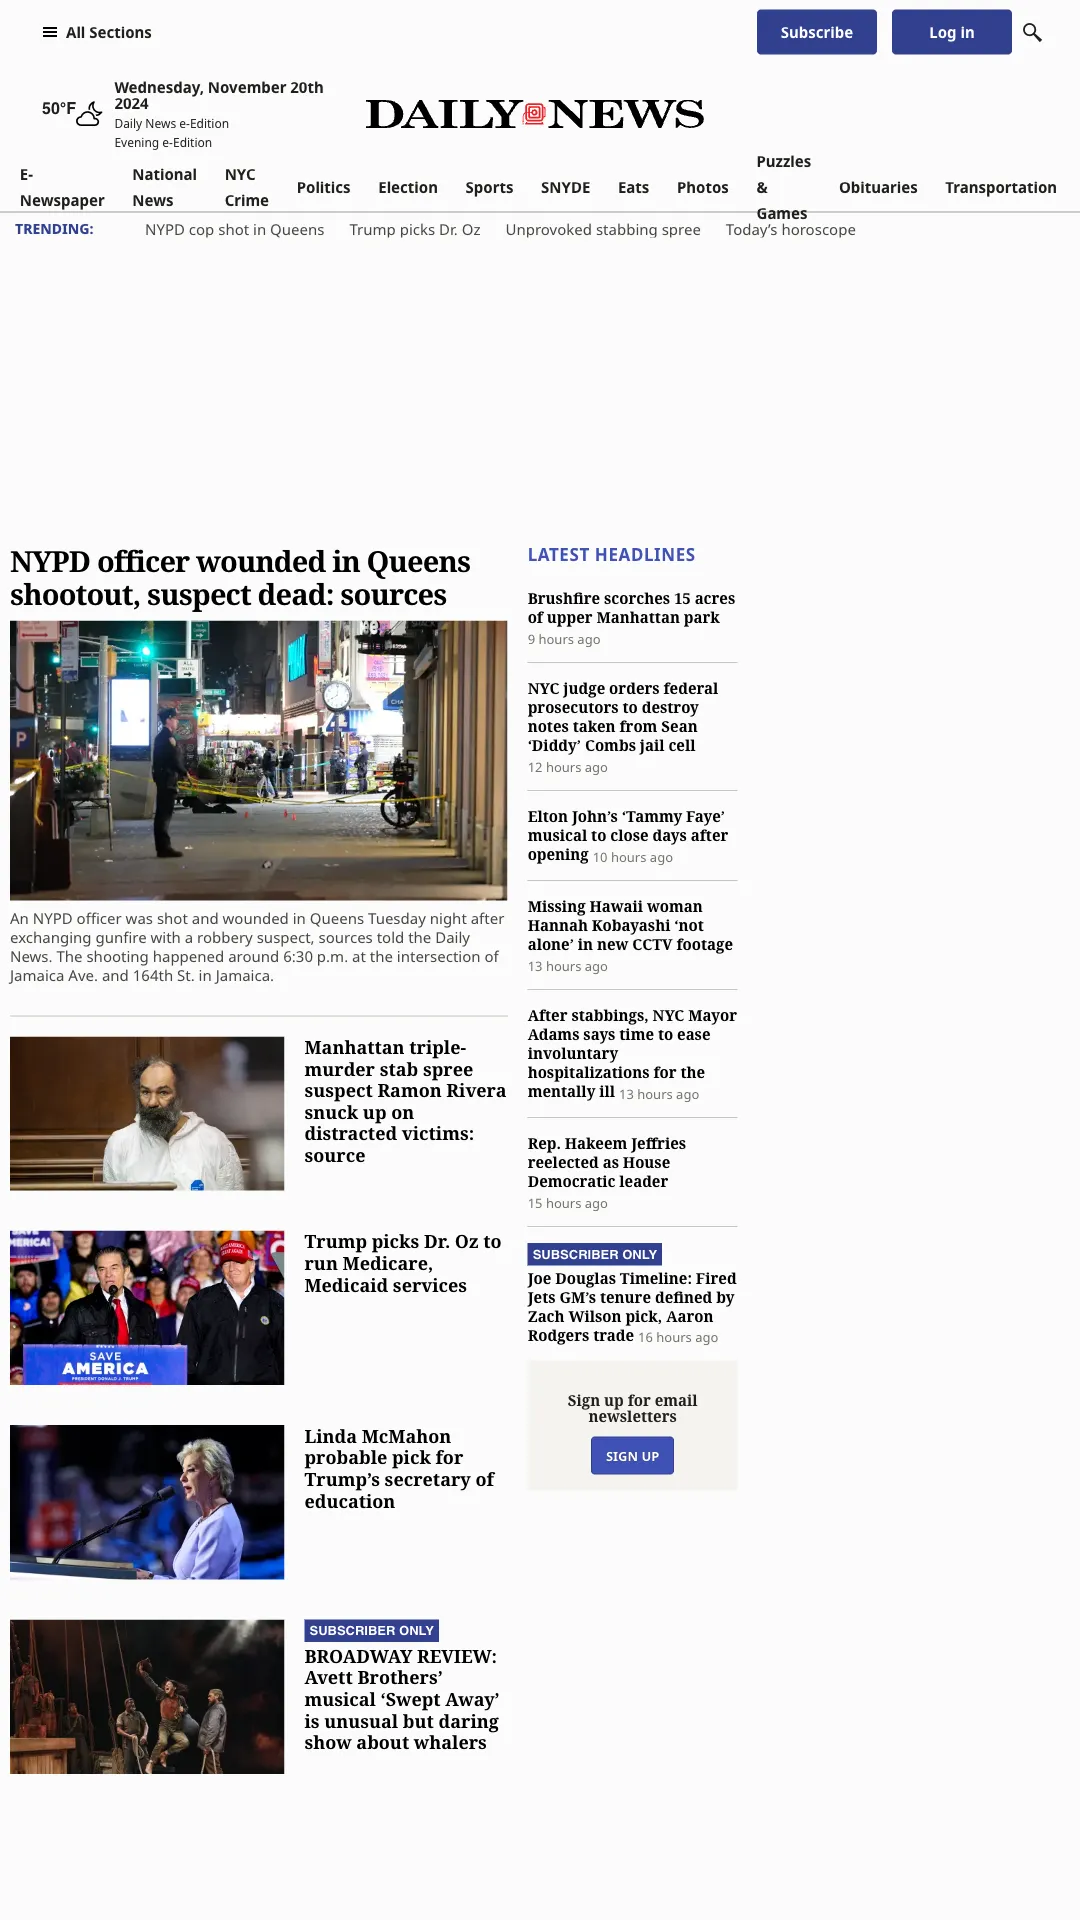 All Sections
Subscribe
Log in
50°F
Wednesday, November 20th
2024
Daily News e-Edition
Evening e-Edition
DAILY NEWS
E-
Newspaper
National
News
NYC
Crime
Politics
Election
Sports
SNYDE
Eats
Photos
Puzzles
&
Games
Obituaries
Transportation
TRENDING:
NYPD cop shot in Queens
Trump picks Dr. Oz
Unprovoked stabbing spree
Today’s horoscope
NYPD officer wounded in Queens
shootout, suspect dead: sources
ALL
P
An NYPD officer was shot and wounded in Queens Tuesday night after
exchanging gunfire with a robbery suspect, sources told the Daily
News. The shooting happened around 6:30 p.m. at the intersection of
Jamaica Ave. and 164th St. in Jamaica.
Manhattan triple-
murder stab spree
suspect Ramon Rivera
snuck up on
distracted victims:
source
SAVE
AMERICA
PRESIDENT DONALD J. TRUMP
Trump picks Dr. Oz to
run Medicare,
Medicaid services
Linda McMahon
probable pick for
Trump’s secretary of
education
SUBSCRIBER ONLY
BROADWAY REVIEW:
Avett Brothers’
musical ‘Swept Away’
is unusual but daring
show about whalers
LATEST HEADLINES
Brushfire scorches 15 acres
of upper Manhattan park
9 hours ago
NYC judge orders federal
prosecutors to destroy
notes taken from Sean
‘Diddy’ Combs jail cell
12 hours ago
Elton John’s ‘Tammy Faye’
musical to close days after
opening 10 hours ago
Missing Hawaii woman
Hannah Kobayashi ‘not
alone’ in new CCTV footage
13 hours ago
After stabbings, NYC Mayor
Adams says time to ease
involuntary
hospitalizations for the
mentally ill 13 hours ago
Rep. Hakeem Jeffries
reelected as House
Democratic leader
15 hours ago
SUBSCRIBER ONLY
Joe Douglas Timeline: Fired
Jets GM’s tenure defined by
Zach Wilson pick, Aaron
Rodgers trade 16 hours ago
Sign up for email
newsletters
SIGN UP